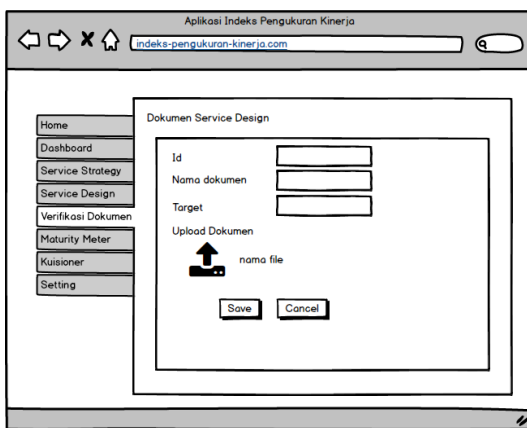 Aplikasi Indeks Pengukuran Kinerja
indeks-pengukuran-kinerja.com
Home
Dashboard
Service Strategy
Service Design
Verifikasi Dokumen
Maturity Meter
Kuisioner
Setting
Dokumen Service Design
Id
Nama dokumen
Target
Upload Dokumen
nama file
Save Cancel